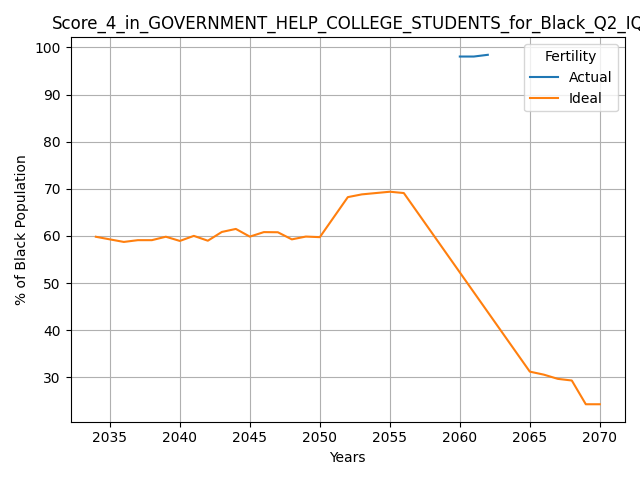 Score_4_in_GOVERNMENT_HELP_COLLEGE_STUDENTS_for_Black_Q2_IQ
100
90
80
70
60
50
40
30
% of Black Population
Fertility
Actual
Ideal
2035 2040 2045 2050 2055 2060 2065 2070
Years